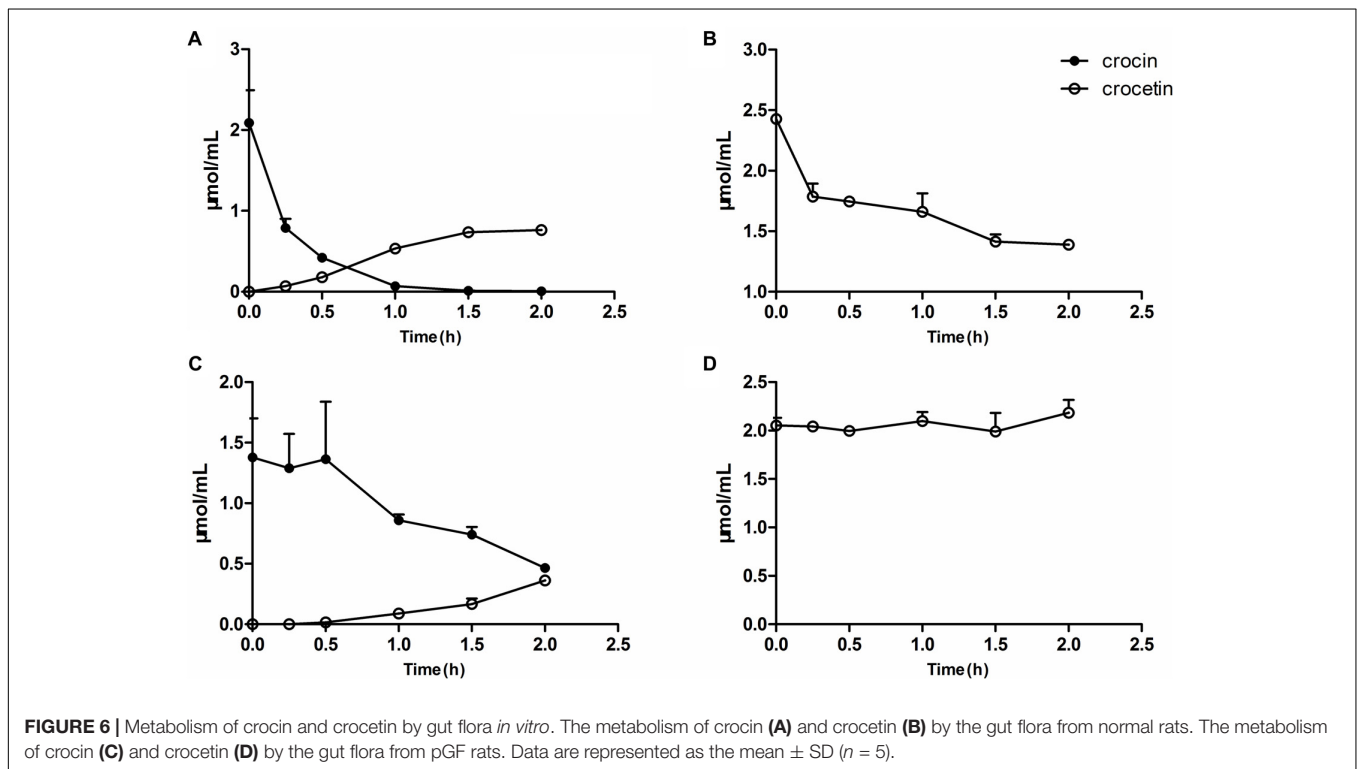 A
3
2
1
0
µmol/mL
0.0 0.5 1.0 1.5 2.0 2.5
Time (h)
B
3.0
2.5
2.0
1.5
1.0
µmol/mL
0.0 0.5 1.0 1.5 2.0 2.5
Time (h)
crocin
crocetin
C
2.0
1.5
1.0
0.5
0.0
µmol/mL
0.0 0.5 1.0 1.5 2.0 2.5
Time (h)
D
2.5
2.0
1.5
1.0
0.5
0.0
µmol/mL
0.0 0.5 1.0 1.5 2.0 2.5
Time (h)
FIGURE 6 | Metabolism of crocin and crocetin by gut flora in vitro. The metabolism of crocin (A) and crocetin (B) by the gut flora from normal rats. The metabolism
of crocin (C) and crocetin (D) by the gut flora from pGF rats. Data are represented as the mean ± SD (n = 5).